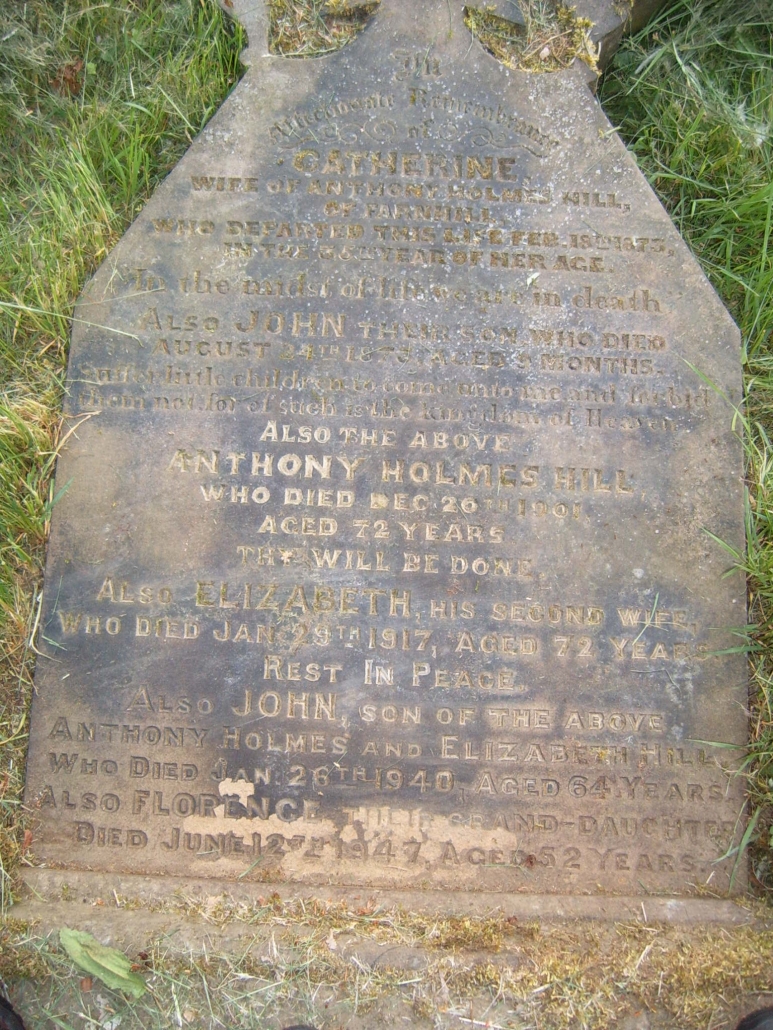 In
Affectionate Remembrance
of
CATHERINE,
WIFE OF ANTHONY HOLMES HILL,
OF FARNHILL
WHO DEPARTED THIS LIFE FEB. 18TH 1873,
IN THE YEAR OF HER AGE.
"In the midst of life we are in death"
ALSO JOHN THEIR SON, WHO DIED
AUGUST 24TH 1873, AGED MONTHS.
Suffer little children to come unto me and forbid
them not for of such is the kingdom of Heaven
ALSO THE ABOVE
ANTHONY HOLMES HILL,
WHO DIED DEC. 20TH 1901
AGED 72 YEARS
THY WILL BE DONE.
ALSO ELIZABETH, HIS SECOND WIFE,
WHO DIED JAN. 29TH 1917, AGED 72 YEARS
REST IN PEACE
ALSO JOHN, SON OF THE ABOVE
ANTHONY HOLMES AND ELIZABETH HILL,
WHO DIED JAN. 26TH 1940, AGED 64 YEARS.
ALSO FLORENCE, THEIR GRAND-DAUGHTER
DIED JUNE 12TH 1947, AGED 52 YEARS.